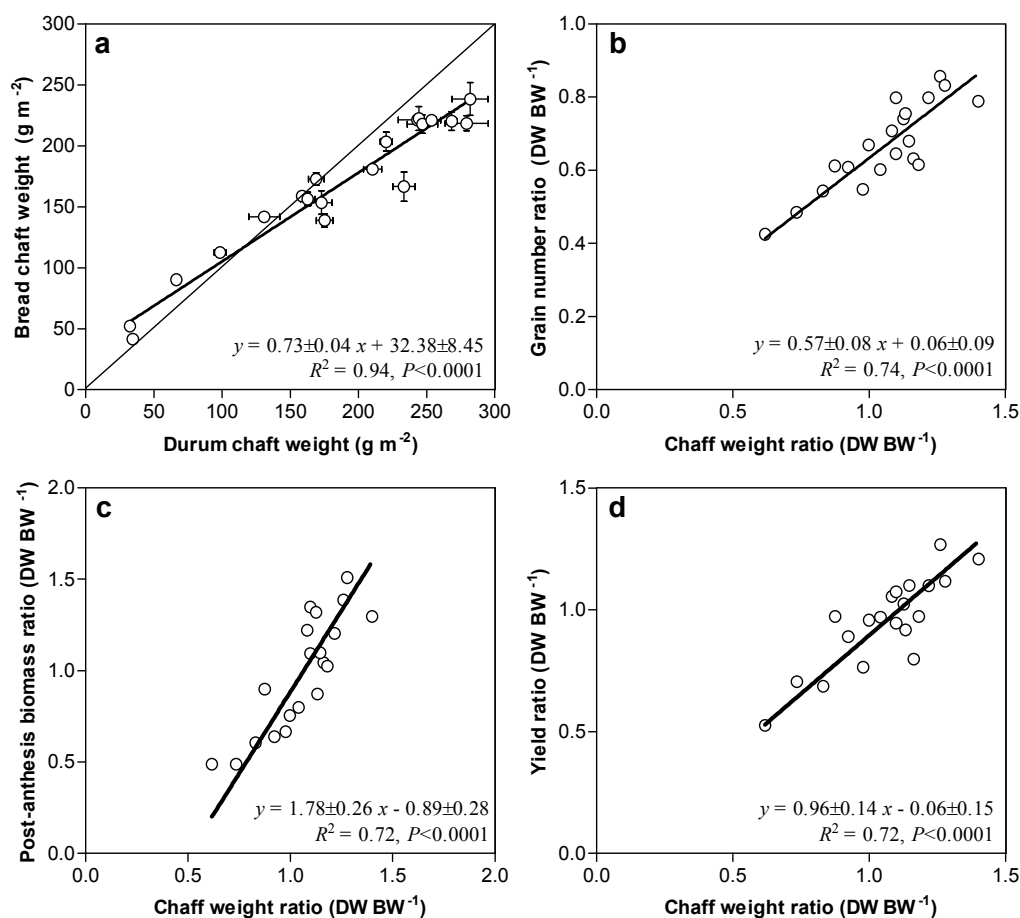 a
300
250
200
150
100
50
0
0 50 100 150 200 250 300
Bread chaff weight (g m⁻²)
Durum chaft weight (g m⁻²)
y = 0.73±0.04 x + 32.38±8.45
R² = 0.94, P<0.0001
b
1.0
0.8
0.6
0.4
0.2
0.0
0.0 0.5 1.0 1.5
Grain number ratio (DW BW⁻¹)
Chaff weight ratio (DW BW⁻¹)
y = 0.57±0.08 x + 0.06±0.09
R² = 0.74, P<0.0001
c
2.0
1.5
1.0
0.5
0.0
0.0 0.5 1.0 1.5 2.0
Post-anthesis biomass ratio (DW BW⁻¹)
Chaff weight ratio (DW BW⁻¹)
y = 1.78±0.26 x - 0.89±0.28
R² = 0.72, P<0.0001
d
1.5
1.0
0.5
0.0
0.0 0.5 1.0 1.5
Yield ratio (DW BW⁻¹)
Chaff weight ratio (DW BW⁻¹)
y = 0.96±0.14 x - 0.06±0.15
R² = 0.72, P<0.0001